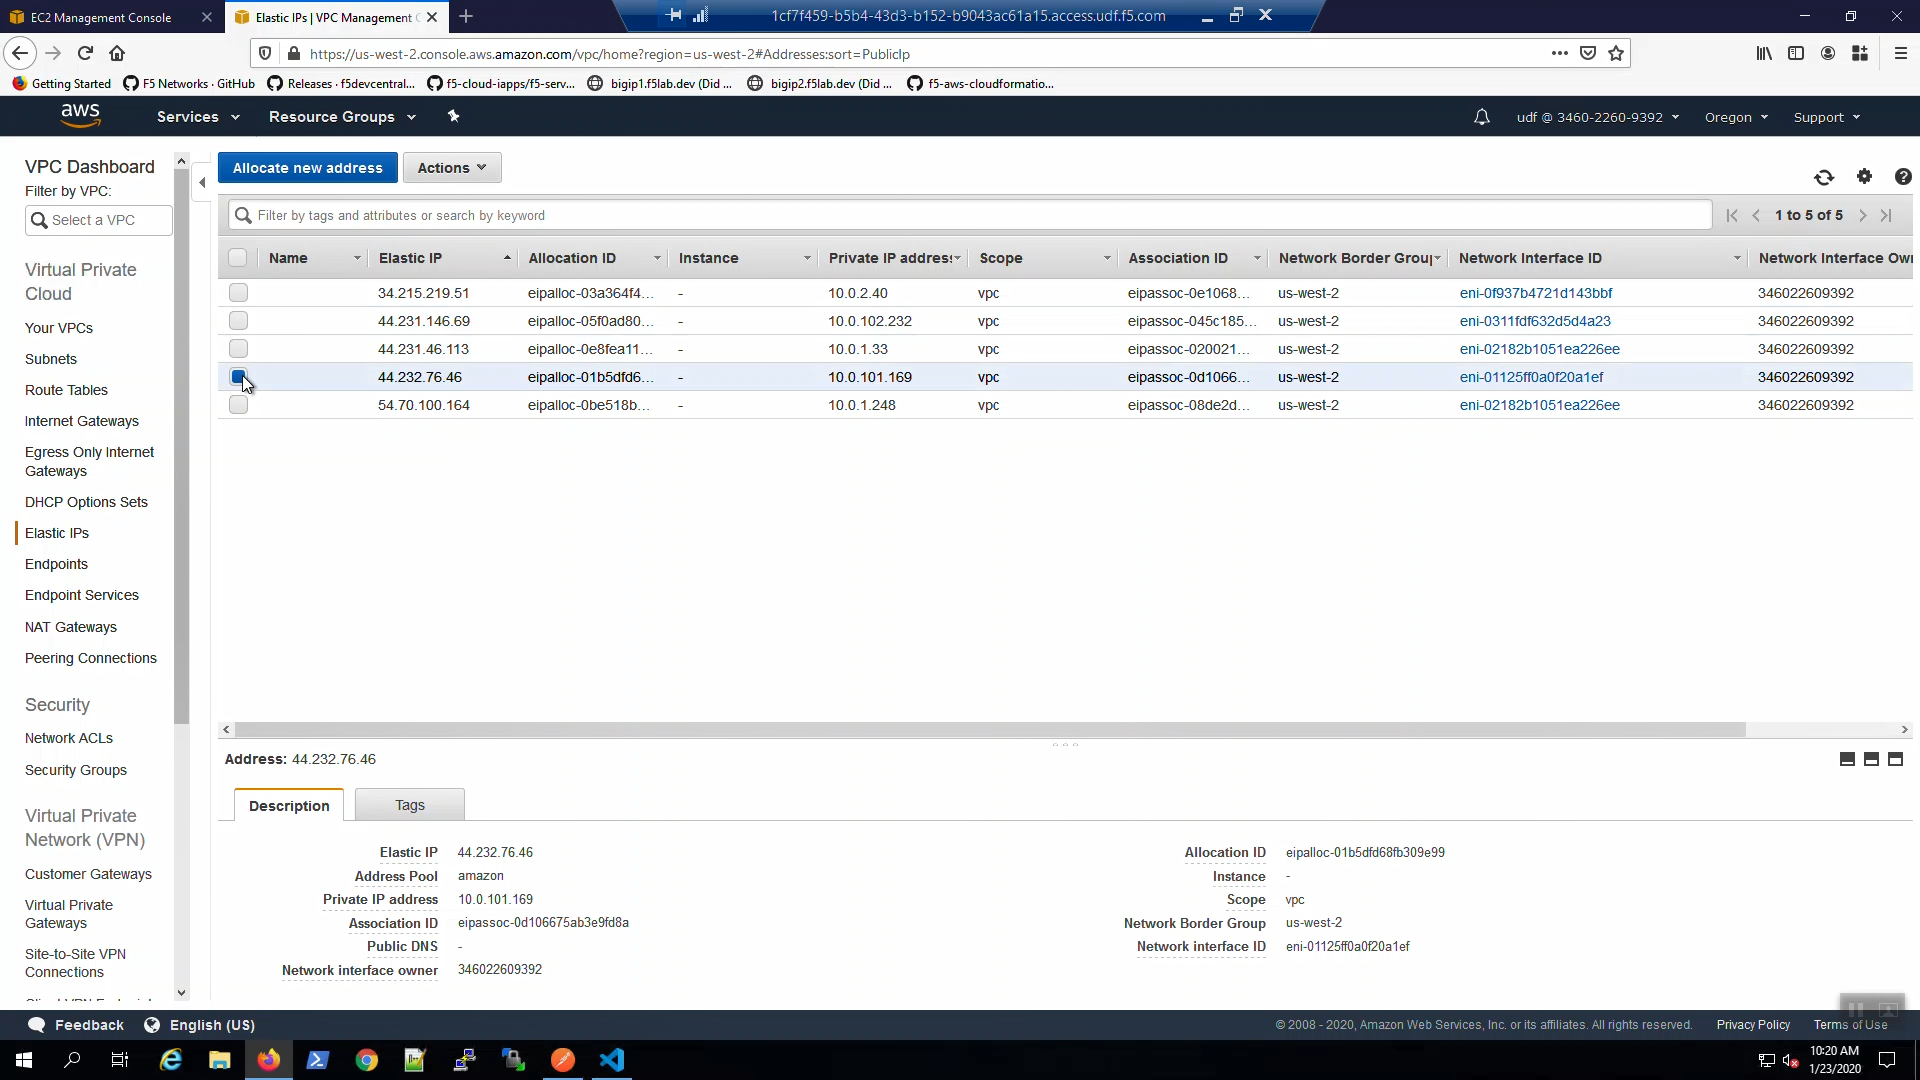 EC2 Management Console
Elastic IPs | VPC Management C
1cf7f459-b5b4-43d3-b152-b9043ac61a15.access.udf.f5.com
https://us-west-2.console.aws.amazon.com/vpc/home?region=us-west-2#Addresses:sort=PublicIp
Getting Started
F5 Networks · GitHub
Releases · f5devcentral...
f5-cloud-iapps/f5-serv...
bigip1.f5lab.dev (Did ...
bigip2.f5lab.dev (Did ...
f5-aws-cloudformatio...
aws
Services
Resource Groups
udf @ 3460-2260-9392
Oregon
Support
VPC Dashboard
Filter by VPC:
Select a VPC
Virtual Private
Cloud
Your VPCs
Subnets
Route Tables
Internet Gateways
Egress Only Internet
Gateways
DHCP Options Sets
Elastic IPs
Endpoints
Endpoint Services
NAT Gateways
Peering Connections
Security
Network ACLs
Security Groups
Virtual Private
Network (VPN)
Customer Gateways
Virtual Private
Gateways
Site-to-Site VPN
Connections
Allocate new address
Actions
Filter by tags and attributes or search by keyword
1 to 5 of 5
Name Elastic IP Allocation ID Instance Private IP address Scope Association ID Network Border Group Network Interface ID Network Interface Own
34.215.219.51 eipalloc-03a364f4... - 10.0.2.40 vpc eipassoc-0e1068... us-west-2 eni-0f937b4721d143bbf 346022609392
44.231.146.69 eipalloc-05f0ad80... - 10.0.102.232 vpc eipassoc-045c185... us-west-2 eni-0311fdf632d5d4a23 346022609392
44.231.46.113 eipalloc-0e8fea11... - 10.0.1.33 vpc eipassoc-020021... us-west-2 eni-02182b1051ea226ee 346022609392
44.232.76.46 eipalloc-01b5dfd6... - 10.0.101.169 vpc eipassoc-0d1066... us-west-2 eni-01125ff0a0f20a1ef 346022609392
54.70.100.164 eipalloc-0be518b... - 10.0.1.248 vpc eipassoc-08de2d... us-west-2 eni-02182b1051ea226ee 346022609392
Address: 44.232.76.46
Description
Tags
Elastic IP 44.232.76.46
Address Pool amazon
Private IP address 10.0.101.169
Association ID eipassoc-0d106675ab3e9fd8a
Public DNS -
Network interface owner 346022609392
Allocation ID eipalloc-01b5dfd68fb309e99
Instance -
Scope vpc
Network Border Group us-west-2
Network interface ID eni-01125ff0a0f20a1ef
Feedback
English (US)
© 2008 - 2020, Amazon Web Services, Inc. or its affiliates. All rights reserved.
Privacy Policy
Terms of Use
10:20 AM
1/23/2020